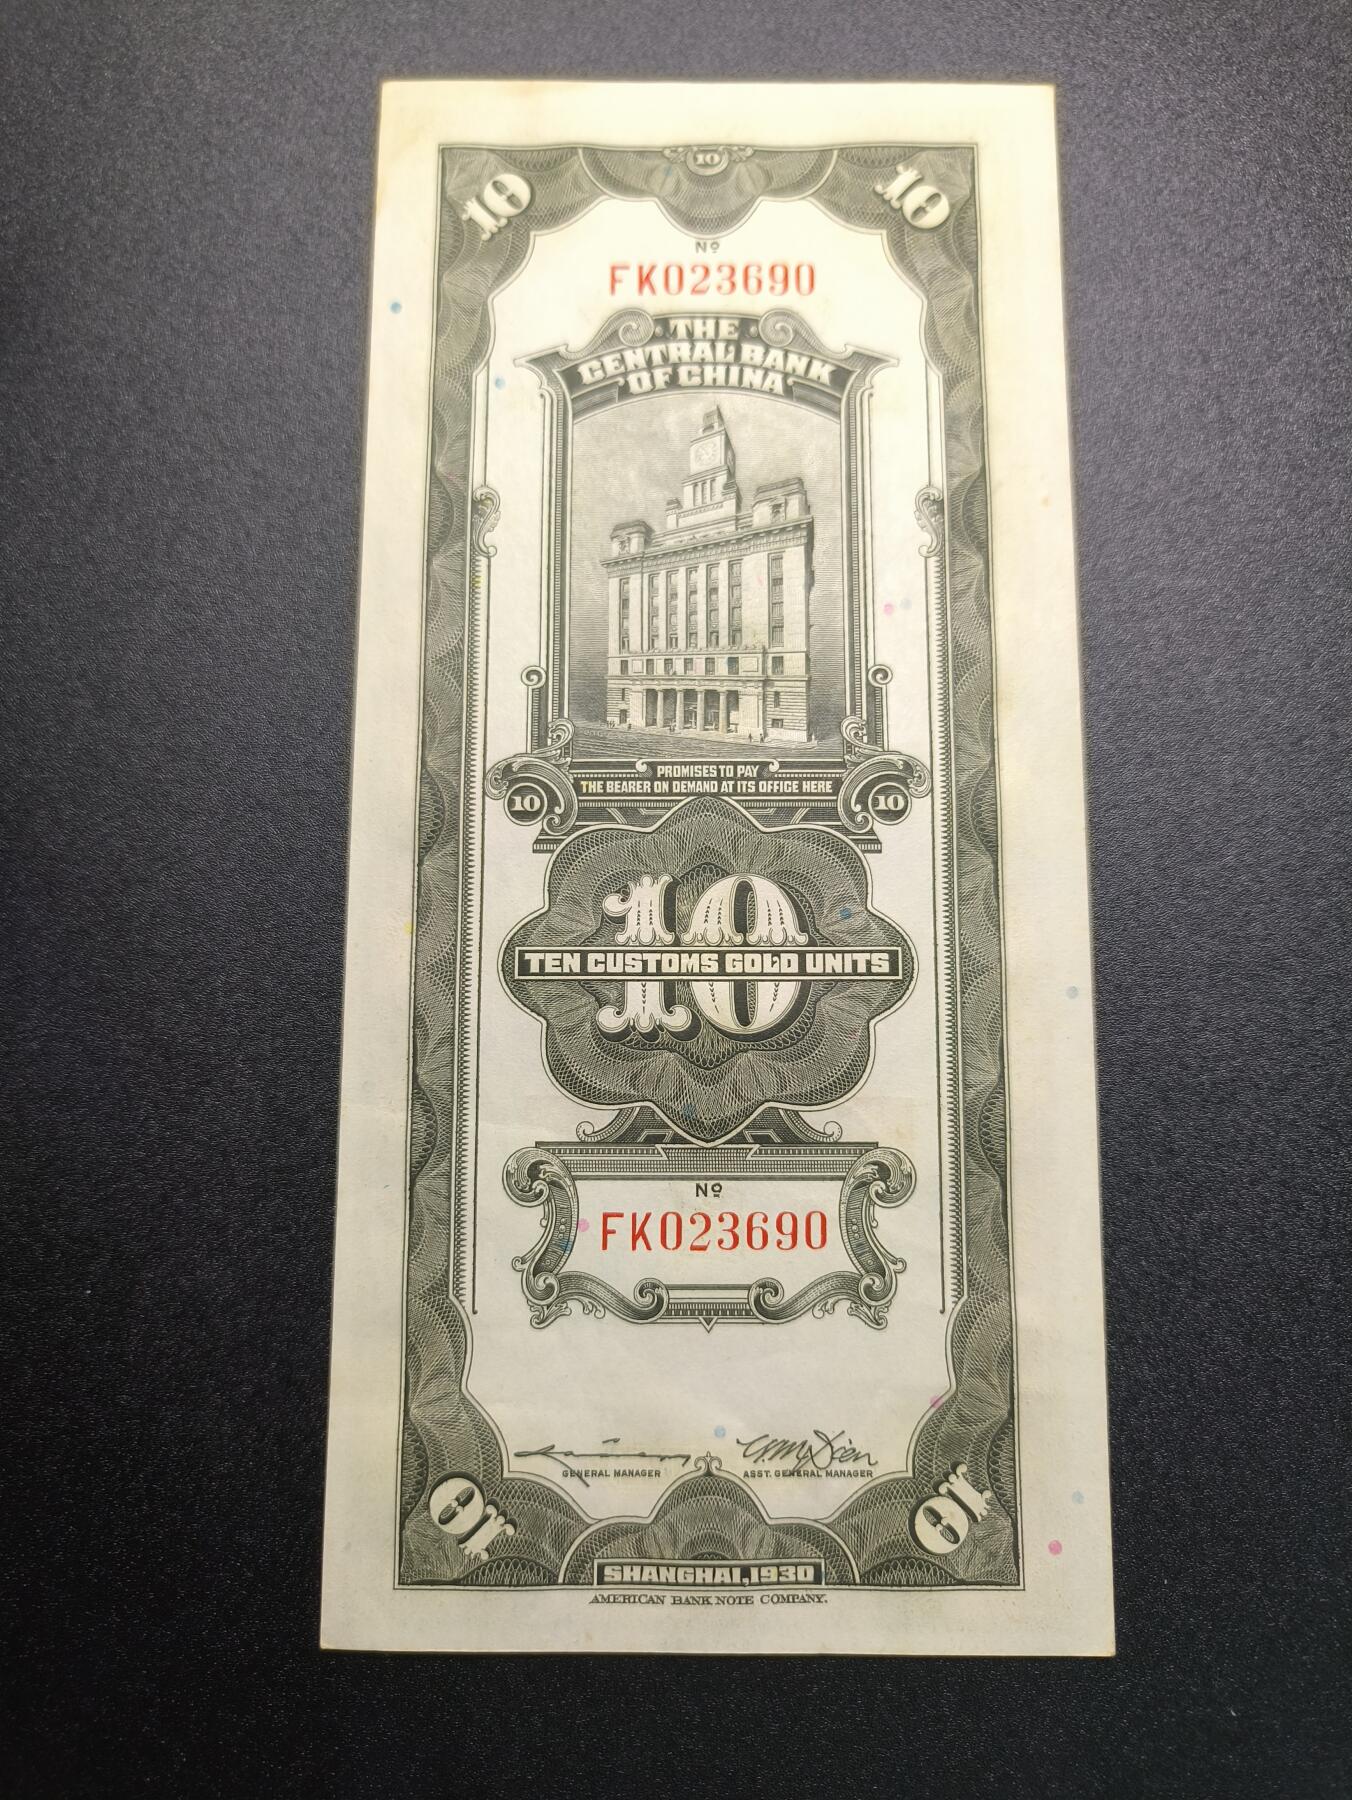 10
10 10
Nº
FK023690
THE
CENTRAL BANK
OF CHINA
PROMISES TO PAY
THE BEARER ON DEMAND AT ITS OFFICE HERE
10 10
10
TEN CUSTOMS GOLD UNITS
Nº
FK023690
GENERAL MANAGER ASST. GENERAL MANAGER
10 10
SHANGHAI, 1930
AMERICAN BANK NOTE COMPANY.